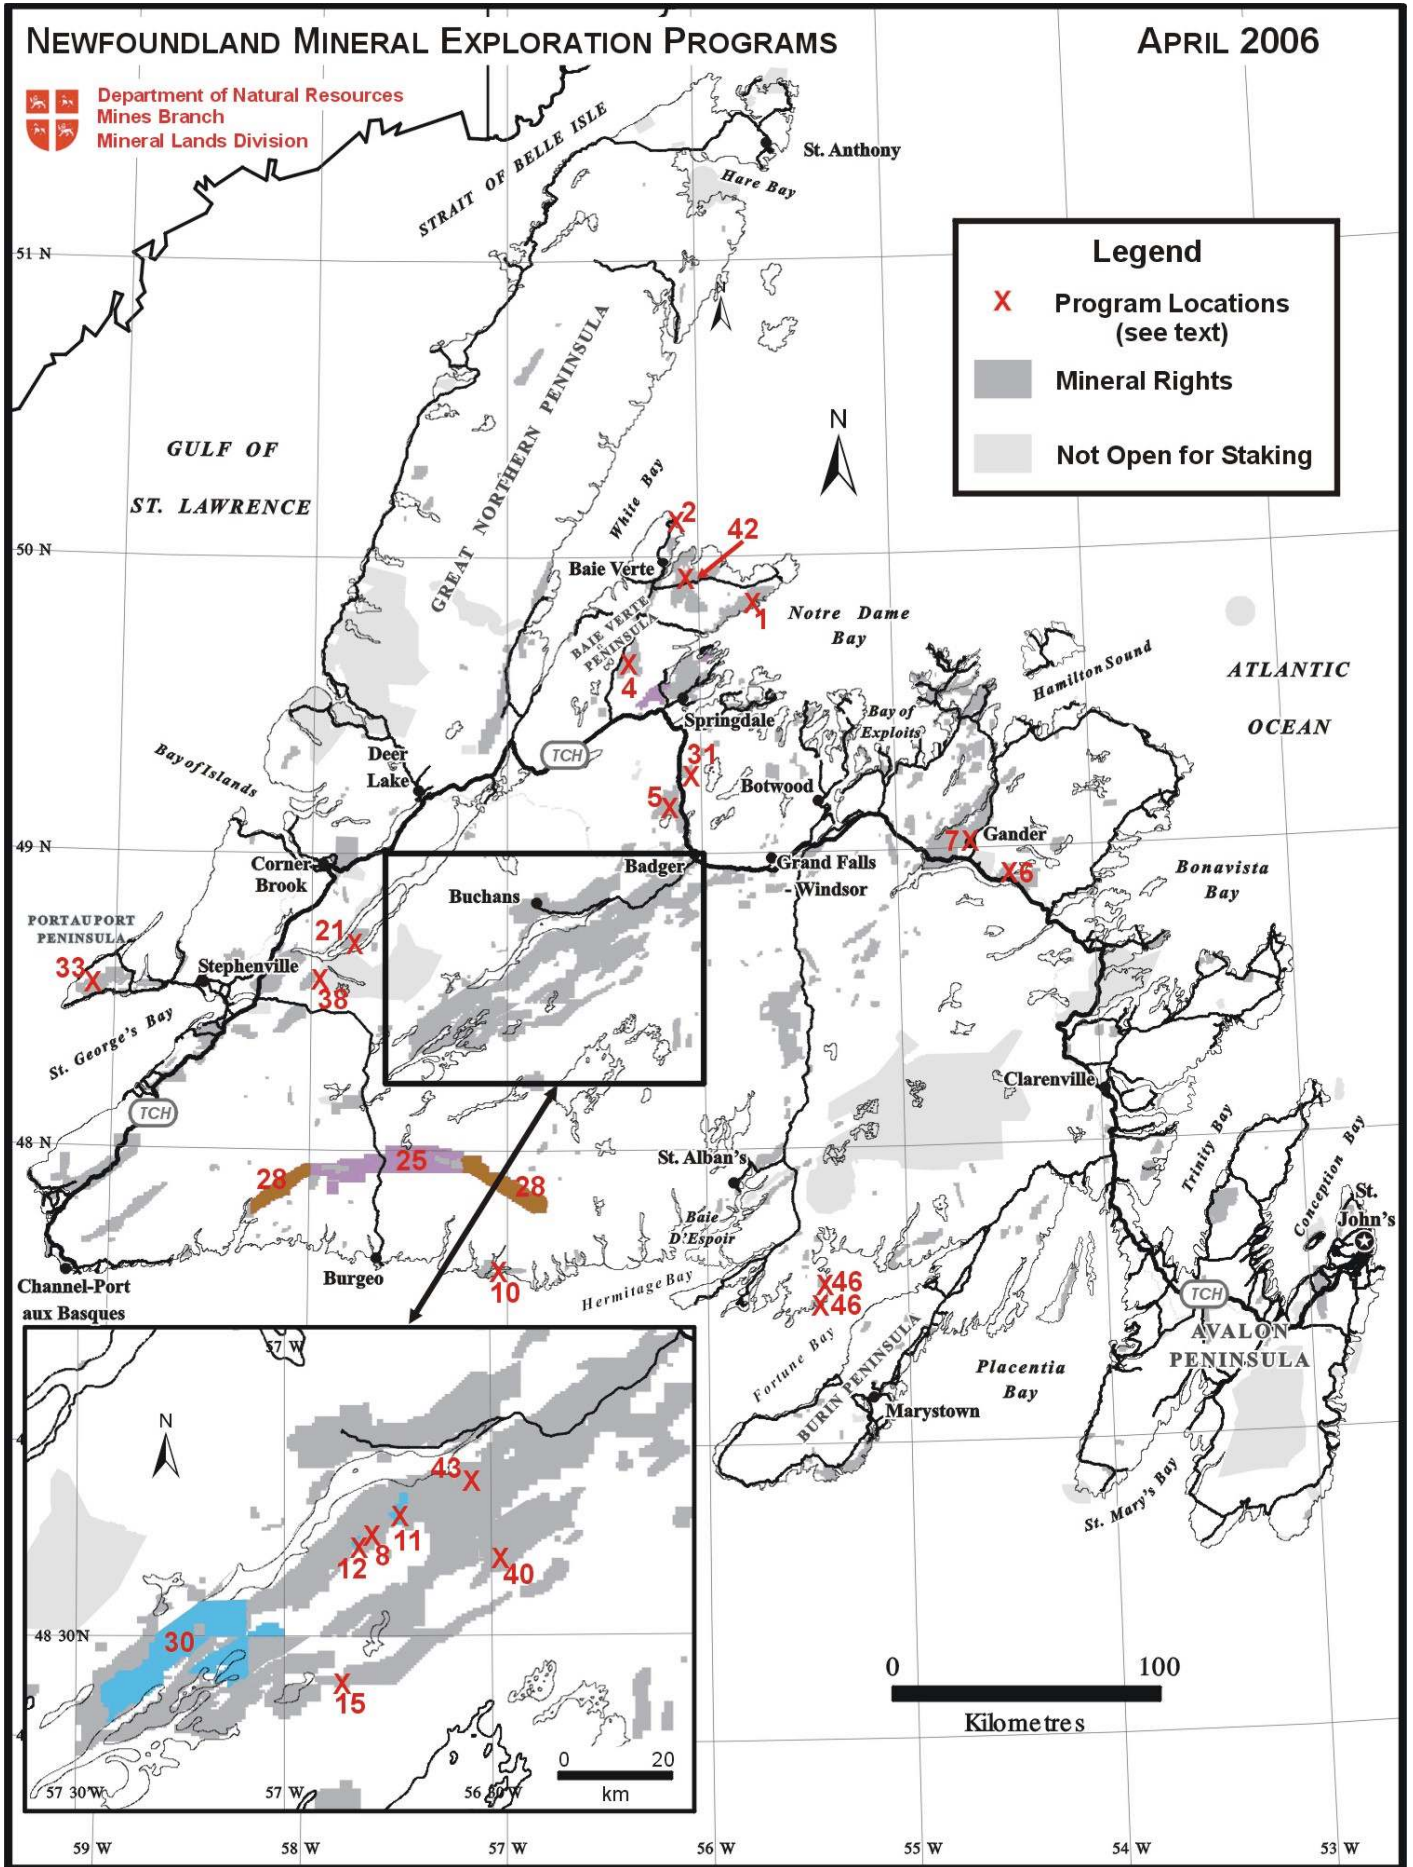 NEWFOUNDLAND MINERAL EXPLORATION PROGRAMS
APRIL 2006
Department of Natural Resources
Mines Branch
Mineral Lands Division
STRAIT OF BELLE ISLE
St. Anthony
Hare Bay
51 N
Legend
X Program Locations
(see text)
Mineral Rights
Not Open for Staking
N
N
GREAT NORTHERN PENINSULA
GULF OF
ST. LAWRENCE
White Bay
50 N
2
42
Baie Verte
1
BAIE VERTE
PENINSULA
Notre Dame
Bay
4
Springdale
Hamilton Sound
ATLANTIC
OCEAN
Bay of
Exploits
Bay of Islands
Deer
Lake
TCH
31
5
Botwood
49 N
7
Gander
6
Corner
Brook
Badger
Grand Falls
- Windsor
Bonavista
Bay
Buchans
PORT AU PORT
PENINSULA
21
33
Stephenville
38
St. George's Bay
TCH
Clarenville
48 N
25
28
28
St. Alban's
Trinity Bay
Conception Bay
St.
John's
Baie
D'Espoir
Burgeo
10
Hermitage Bay
46
46
Channel-Port
aux Basques
TCH
AVALON
PENINSULA
Fortune Bay
BURIN PENINSULA
Placentia
Bay
Marystown
St. Mary's Bay
57 W
N
4
43
11
8
12
40
48 30N
30
15
4
0 20
km
57 30'W
57 W
56 30'W
0 100
Kilometres
59 W
58 W
57 W
56 W
55 W
54 W
53 W